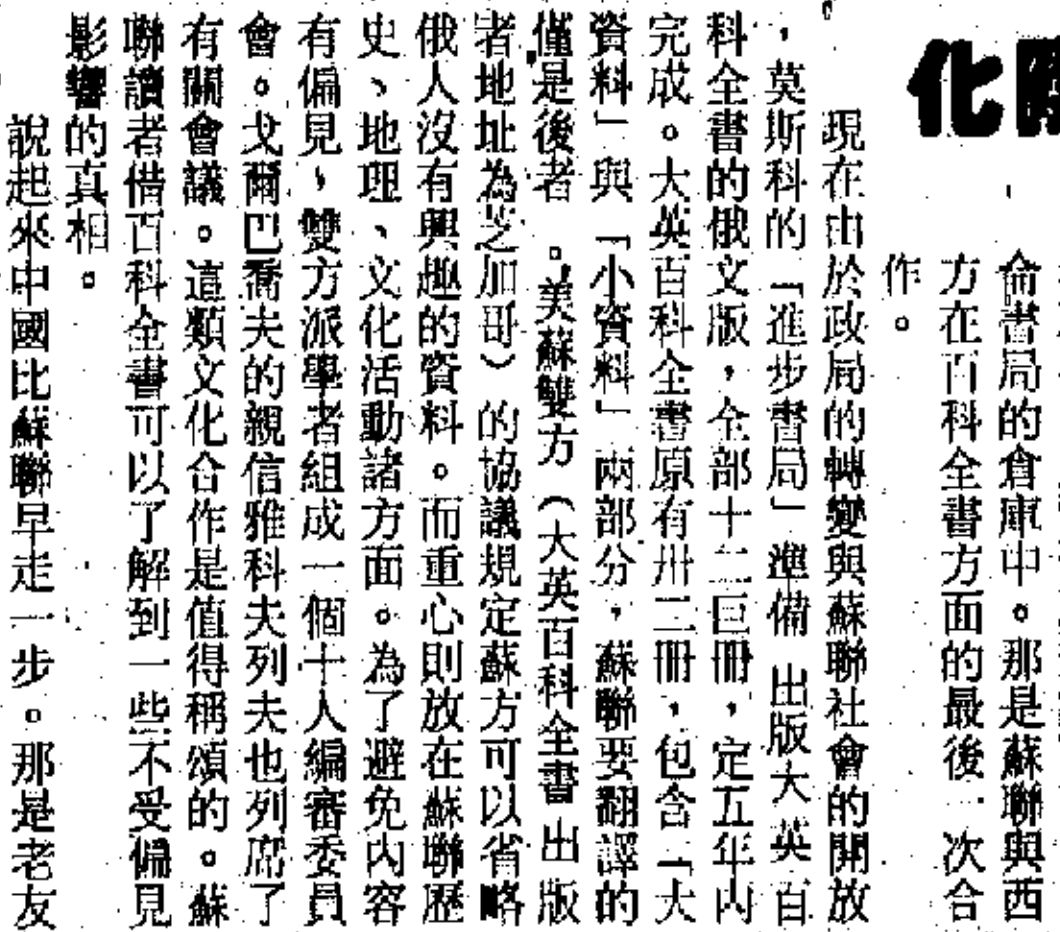 化
侖書局的倉庫中。那是蘇聯與西
方在百科全書方面的最後一次合
作。
現在由於政局的轉變與蘇聯社會的開放
，莫斯科的「進步書局」準備出版大英百
科全書的俄文版，全部十二巨冊，定五年內
完成。大英百科全書原有卅二冊，包含「大
資料」與「小資料」兩部分，蘇聯要翻譯的
僅是後者。美蘇雙方（大英百科全書出版
者地址為芝加哥）的協議規定蘇方可以省略
俄人沒有興趣的資料。而重心則放在蘇聯歷
史、地理、文化活動諸方面。為了避免內容
有偏見，雙方派學者組成一個十人編審委員
會。戈爾巴喬夫的親信雅科夫列夫也列席了
有關會議。這類文化合作是值得稱頌的。蘇
聯讀者借百科全書可以了解到一些不受偏見
影響的真相。
說起來中國比蘇聯早走一步。那是老友